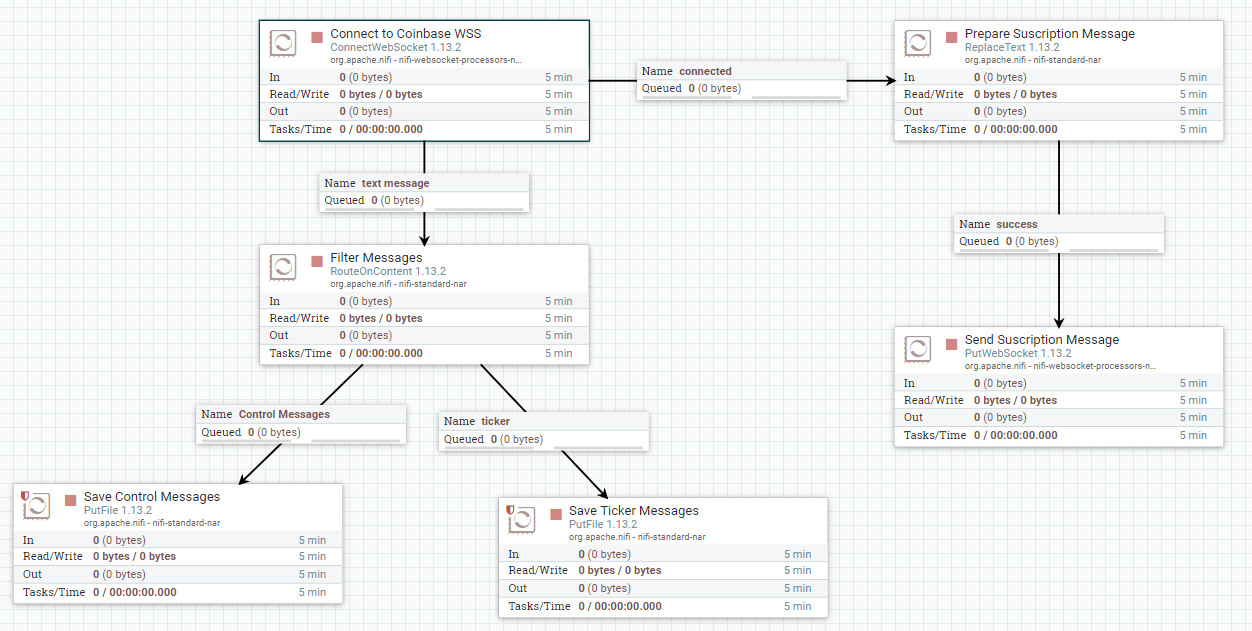 Connect to Coinbase WSS
ConnectWebSocket 1.13.2
org.apache.nifi - nifi-websocket-processors-n...
In 0 (0 bytes) 5 min
Read/Write 0 bytes / 0 bytes 5 min
Out 0 (0 bytes) 5 min
Tasks/Time 0 / 00:00:00.000 5 min
Name connected
Queued 0 (0 bytes)
Prepare Suscription Message
ReplaceText 1.13.2
org.apache.nifi - nifi-standard-nar
In 0 (0 bytes) 5 min
Read/Write 0 bytes / 0 bytes 5 min
Out 0 (0 bytes) 5 min
Tasks/Time 0 / 00:00:00.000 5 min
Name text message
Queued 0 (0 bytes)
Name success
Queued 0 (0 bytes)
Filter Messages
RouteOnContent 1.13.2
org.apache.nifi - nifi-standard-nar
In 0 (0 bytes) 5 min
Read/Write 0 bytes / 0 bytes 5 min
Out 0 (0 bytes) 5 min
Tasks/Time 0 / 00:00:00.000 5 min
Send Suscription Message
PutWebSocket 1.13.2
org.apache.nifi - nifi-websocket-processors-n...
In 0 (0 bytes) 5 min
Read/Write 0 bytes / 0 bytes 5 min
Out 0 (0 bytes) 5 min
Tasks/Time 0 / 00:00:00.000 5 min
Name Control Messages
Queued 0 (0 bytes)
Name ticker
Queued 0 (0 bytes)
Save Control Messages
PutFile 1.13.2
org.apache.nifi - nifi-standard-nar
In 0 (0 bytes) 5 min
Read/Write 0 bytes / 0 bytes 5 min
Out 0 (0 bytes) 5 min
Tasks/Time 0 / 00:00:00.000 5 min
Save Ticker Messages
PutFile 1.13.2
org.apache.nifi - nifi-standard-nar
In 0 (0 bytes) 5 min
Read/Write 0 bytes / 0 bytes 5 min
Out 0 (0 bytes) 5 min
Tasks/Time 0 / 00:00:00.000 5 min